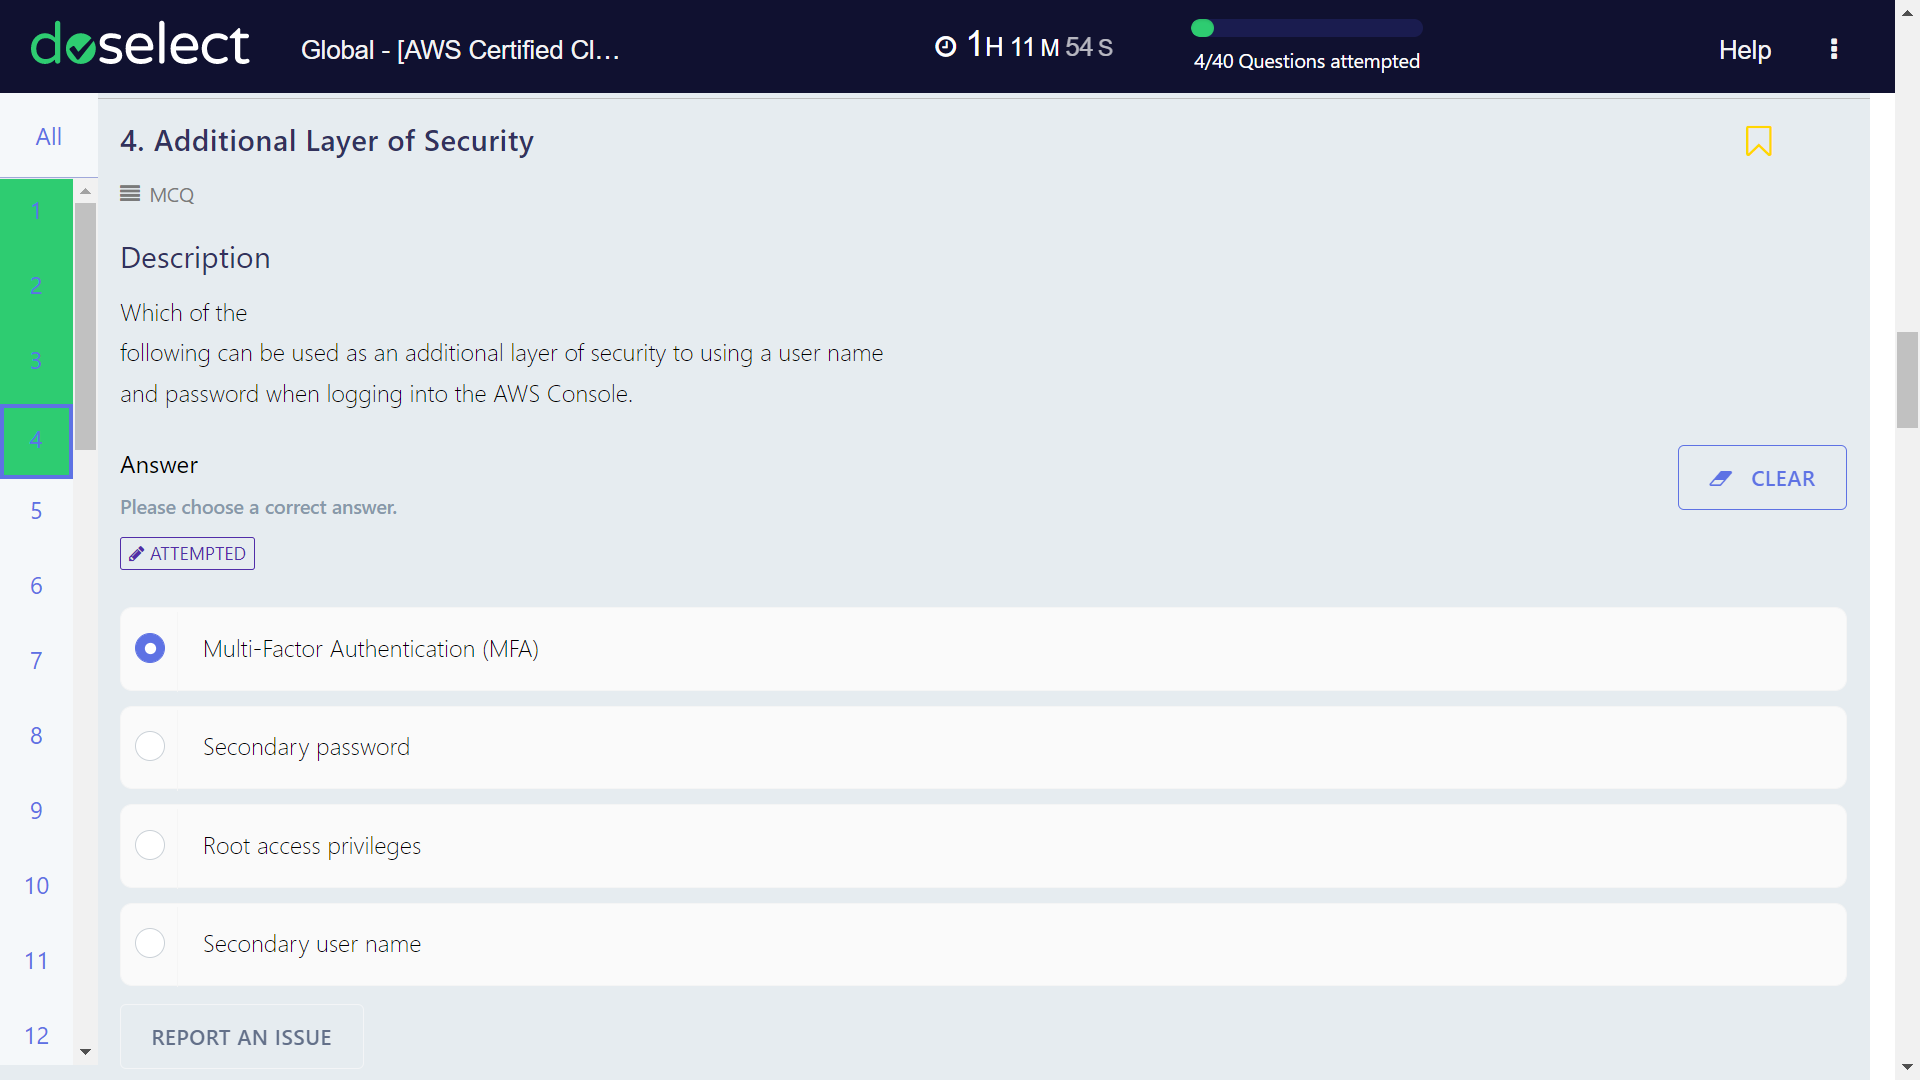 doselect
Global - [AWS Certified Cl...
1H 11 M 54 S
4/40 Questions attempted
Help
All
1
2
3
4
5
6
7
8
9
10
11
12
4. Additional Layer of Security
MCQ
Description
Which of the
following can be used as an additional layer of security to using a user name
and password when logging into the AWS Console.
Answer
Please choose a correct answer.
CLEAR
ATTEMPTED
Multi-Factor Authentication (MFA)
Secondary password
Root access privileges
Secondary user name
REPORT AN ISSUE